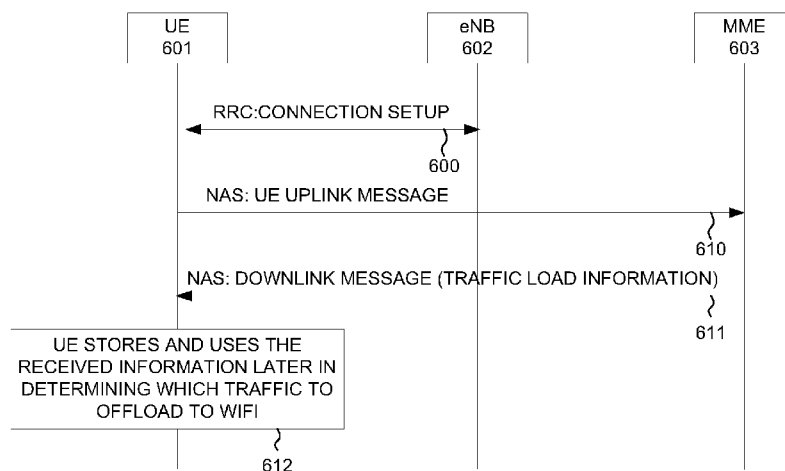 UE
601
eNB
602
MME
603
RRC:CONNECTION SETUP
600
NAS: UE UPLINK MESSAGE
610
NAS: DOWNLINK MESSAGE (TRAFFIC LOAD INFORMATION)
611
UE STORES AND USES THE
RECEIVED INFORMATION LATER IN
DETERMINING WHICH TRAFFIC TO
OFFLOAD TO WIFI
612